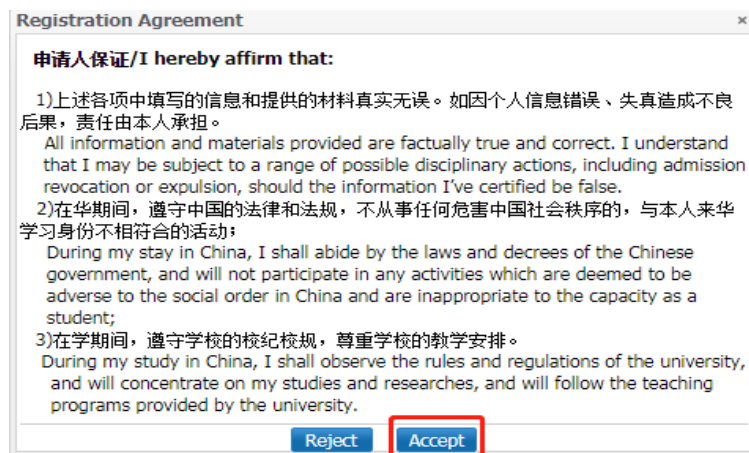 Registration Agreement ×
申请人保证/I hereby affirm that:
1)上述各项中填写的信息和提供的材料真实无误。如因个人信息错误、失真造成不良
后果，责任由本人承担。
All information and materials provided are factually true and correct. I understand
that I may be subject to a range of possible disciplinary actions, including admission
revocation or expulsion, should the information I've certified be false.
2)在华期间，遵守中国的法律和法规，不从事任何危害中国社会秩序的，与本人来华
学习身份不相符合的活动；
During my stay in China, I shall abide by the laws and decrees of the Chinese
government, and will not participate in any activities which are deemed to be
adverse to the social order in China and are inappropriate to the capacity as a
student;
3)在学期间，遵守学校的校纪校规，尊重学校的教学安排。
During my study in China, I shall observe the rules and regulations of the university,
and will concentrate on my studies and researches, and will follow the teaching
programs provided by the university.
Reject Accept